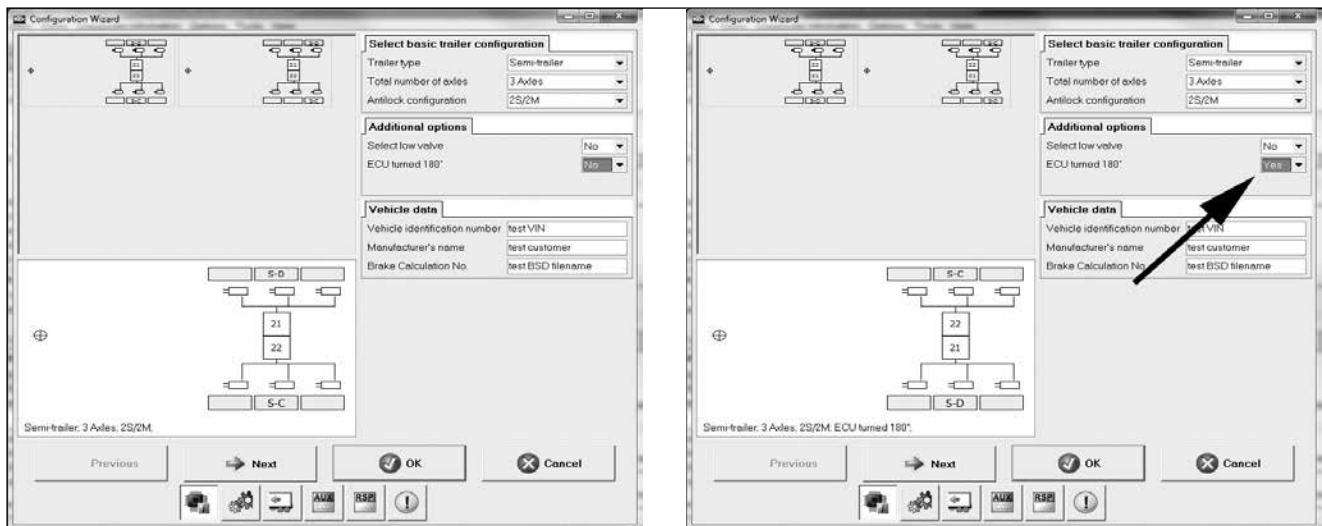 Configuration Wizard
Select basic trailer configuration
Trailer type Semi-trailer
Total number of axles 3 Axles
Antilock configuration 2S/2M
Additional options
Select low valve No
ECU turned 180° No
Vehicle data
Vehicle identification number test VIN
Manufacturer's name test customer
Brake Calculation No. test BSD filename
S-D
21
22
S-C
Semi-trailer; 3 Axles; 2S/2M;
Previous Next OK Cancel
AUX RSP
Configuration Wizard
Select basic trailer configuration
Trailer type Semi-trailer
Total number of axles 3 Axles
Antilock configuration 2S/2M
Additional options
Select low valve No
ECU turned 180° Yes
Vehicle data
Vehicle identification number VIN
Manufacturer's name test customer
Brake Calculation No test BSD filename
S-C
22
21
S-D
Semi-trailer; 3 Axles; 2S/2M; ECU turned 180°;
Previous Next OK Cancel
AUX RSP